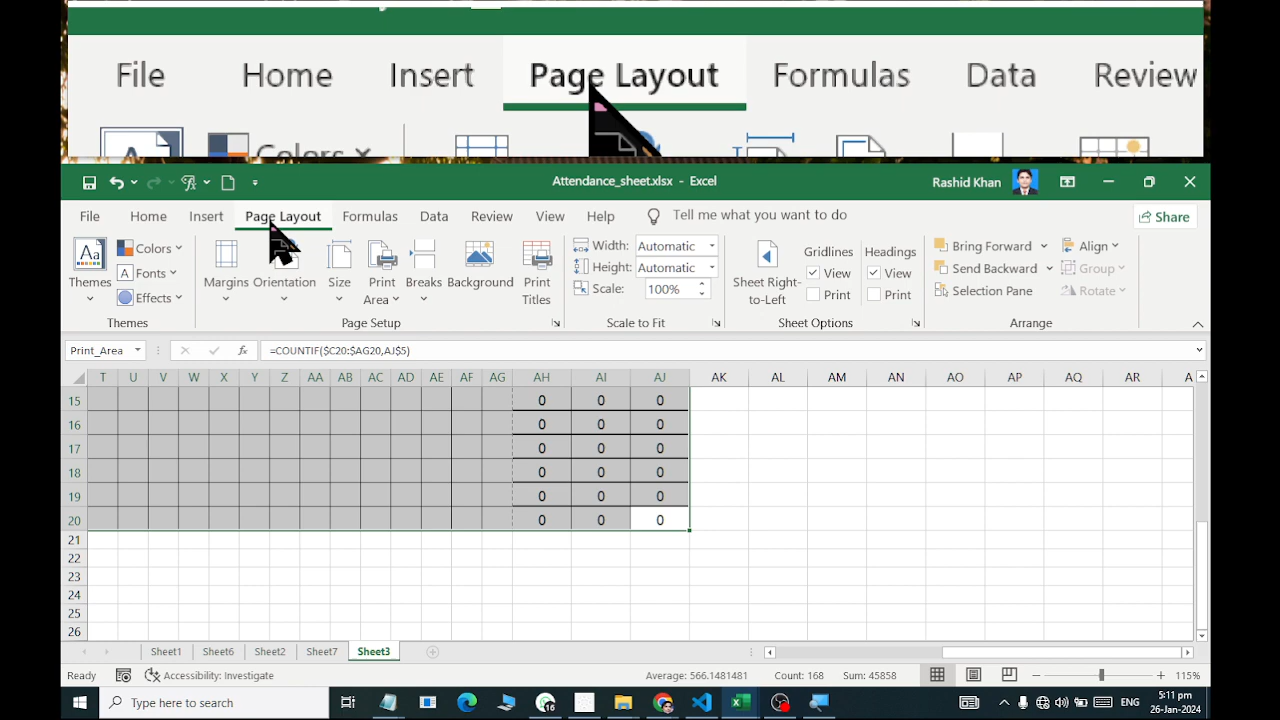 File Home Insert Page Layout Formulas Data Review
Colors
Attendance_sheet.xlsx - Excel
Rashid Khan
File Home Insert Page Layout Formulas Data Review View Help Tell me what you want to do Share
Themes
Colors
Fonts
Effects
Themes
Margins
Orientation
Size
Print Area
Breaks
Background
Print Titles
Page Setup
Width: Automatic
Height: Automatic
Scale: 100%
Scale to Fit
Sheet Right-to-Left
Gridlines
View
Print
Headings
View
Print
Sheet Options
Bring Forward
Send Backward
Selection Pane
Align
Group
Rotate
Arrange
Print_Area fx =COUNTIF($C20:$AG20,AJ$5)
T U V W X Y Z AA AB AC AD AE AF AG AH AI AJ AK AL AM AN AO AP AQ AR A
15 0 0 0
16 0 0 0
17 0 0 0
18 0 0 0
19 0 0 0
20 0 0 0
21
22
23
24
25
26
Sheet1 Sheet6 Sheet2 Sheet7 Sheet3
Ready Accessibility: Investigate Average: 566.1481481 Count: 168 Sum: 45858 115%
Type here to search
16
ENG
5:11 pm
26-Jan-2024